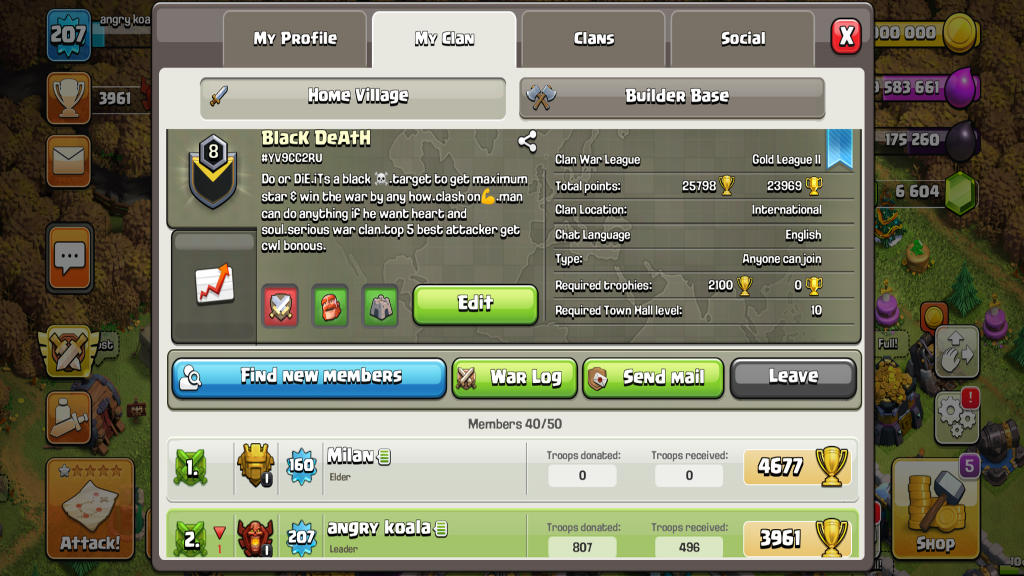 207
angry koa
My Profile
My Clan
Clans
Social
X
000 000
3961
Home Village
Builder Base
583 661
8
BlacK DeAtH
#YV9CC2RU
Do or DiE.iTs a black ☠.target to get maximum
star & win the war by any how.clash on💪.man
can do anything if he want heart and
soul.serious war clan.top 5 best attacker get
cwl bonous.
Edit
Clan War League Gold League II
Total points: 25798 23969
Clan Location: International
Chat Language English
Type: Anyone can join
Required trophies: 2100 0
Required Town Hall level: 10
175 260
6 604
Full!
Find new members
War Log
Send mail
Leave
Members 40/50
1.
160
Milan
Elder
Troops donated: 0
Troops received: 0
4677
2.
1
207
angry koala
Leader
Troops donated: 807
Troops received: 496
3961
Attack!
!
5
Shop